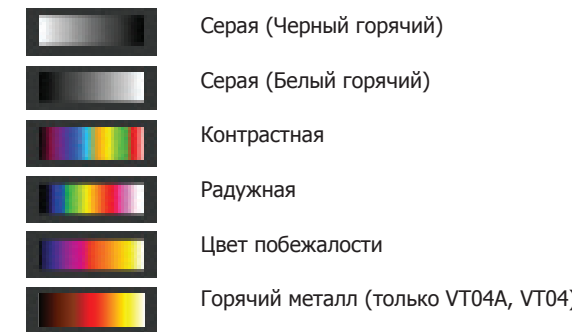 Серая (Черный горячий)
Серая (Белый горячий)
Контрастная
Радужная
Цвет побежалости
Горячий металл (только VT04A, VT04)